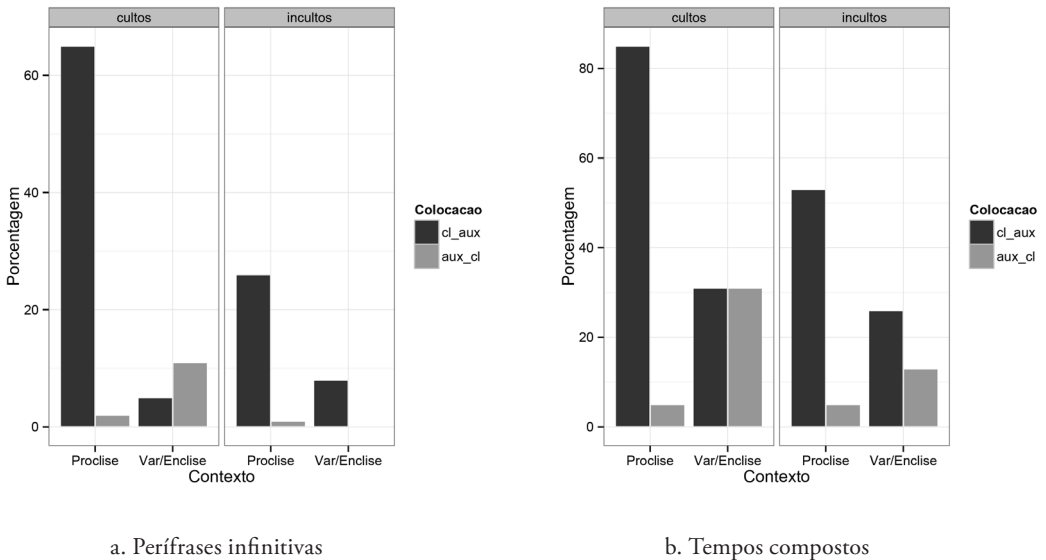 cultos
incultos
60
40
20
0
Porcentagem
Proclise
Var/Enclise
Proclise
Var/Enclise
Contexto
Colocacao
cl_aux
aux_cl
a. Perífrases infinitivas
cultos
incultos
80
60
40
20
0
Porcentagem
Proclise
Var/Enclise
Proclise
Var/Enclise
Contexto
Colocacao
cl_aux
aux_cl
b. Tempos compostos